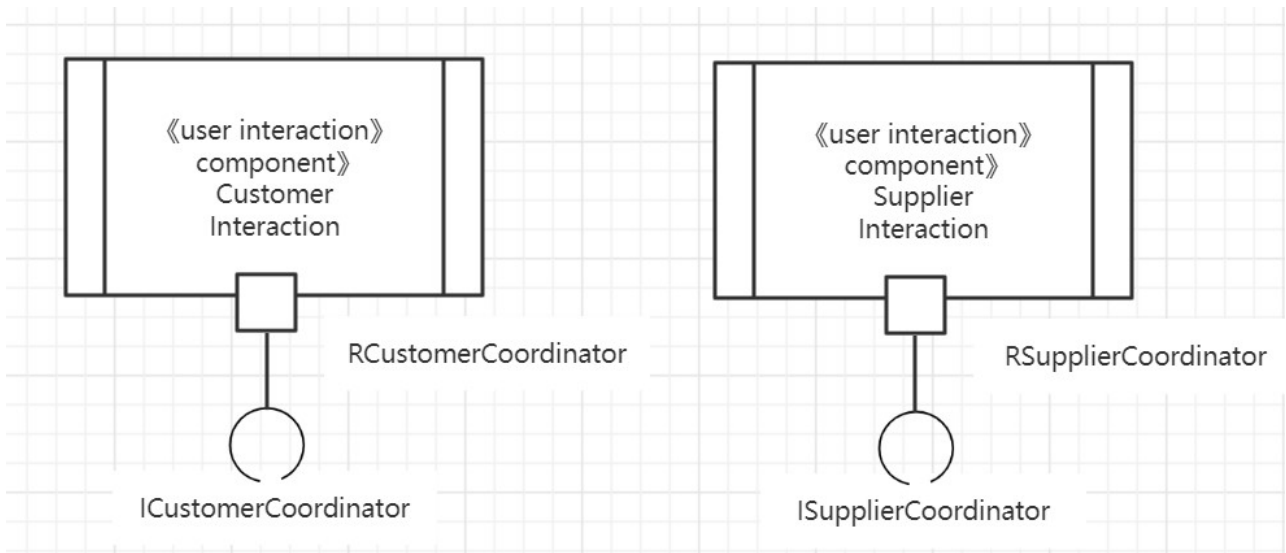 《user interaction》
component》
Customer
Interaction
RCustomerCoordinator
ICustomerCoordinator
《user interaction》
component》
Supplier
Interaction
RSupplierCoordinator
ISupplierCoordinator